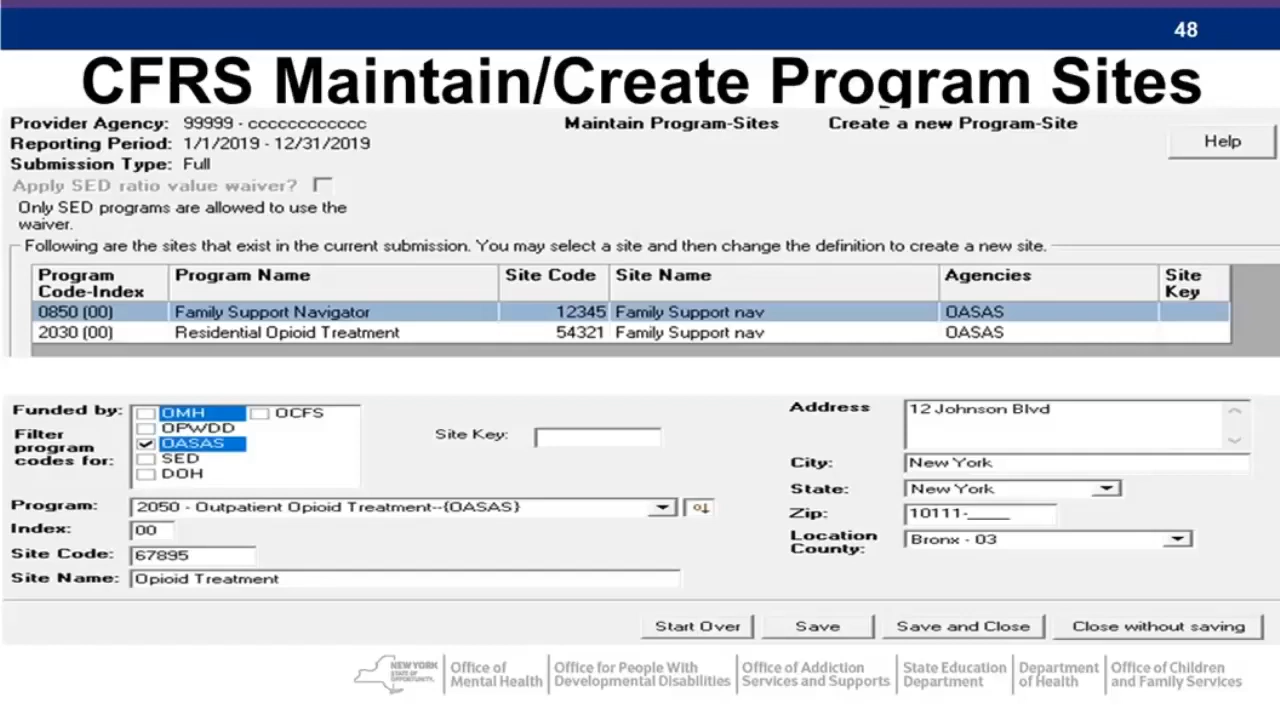 48
CFRS Maintain/Create Program Sites
Provider Agency: 99999 - cccccccccccc
Maintain Program-Sites
Create a new Program-Site
Help
Reporting Period: 1/1/2019 - 12/31/2019
Submission Type: Full
Apply SED ratio value waiver?
Only SED programs are allowed to use the
waiver.
Following are the sites that exist in the current submission. You may select a site and then change the definition to create a new site.
Program Code-Index Program Name Site Code Site Name Agencies Site Key
0850 (00) Family Support Navigator 12345 Family Support nav OASAS
2030 (00) Residential Opioid Treatment 54321 Family Support nav OASAS
Funded by:
Filter
program
codes for:
OMH OCFS
OPWDD
OASAS
SED
DOH
Site Key:
Program: 2050 - Outpatient Opioid Treatment--{OASAS}
Index: 00
Site Code: 67895
Site Name: Opioid Treatment
Address 12 Johnson Blvd
City: New York
State: New York
Zip: 10111-____
Location
County:
Bronx - 03
Start Over Save Save and Close Close without saving
NEW YORK
STATE OF
OPPORTUNITY.
Office of
Mental Health
Office for People With
Developmental Disabilities
Office of Addiction
Services and Supports
State Education
Department
Department
of Health
Office of Children
and Family Services